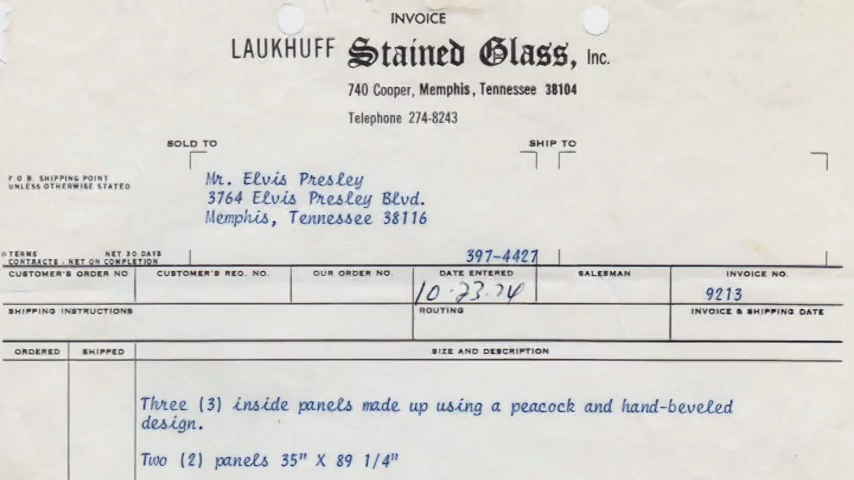 INVOICE
LAUKHUFF Stained Glass, Inc.
740 Cooper, Memphis, Tennessee 38104
Telephone 274-8243
SOLD TO SHIP TO
F.O.B. SHIPPING POINT
UNLESS OTHERWISE STATED
Mr. Elvis Presley
3764 Elvis Presley Blvd.
Memphis, Tennessee 38116
TERMS NET 30 DAYS
CONTRACTS - NET ON COMPLETION
397-4427
CUSTOMER'S ORDER NO CUSTOMER'S REQ. NO. OUR ORDER NO. DATE ENTERED SALESMAN INVOICE NO.
10-23-74 9213
SHIPPING INSTRUCTIONS ROUTING INVOICE & SHIPPING DATE
ORDERED SHIPPED SIZE AND DESCRIPTION
Three (3) inside panels made up using a peacock and hand-beveled
design.
Two (2) panels 35" X 89 1/4"